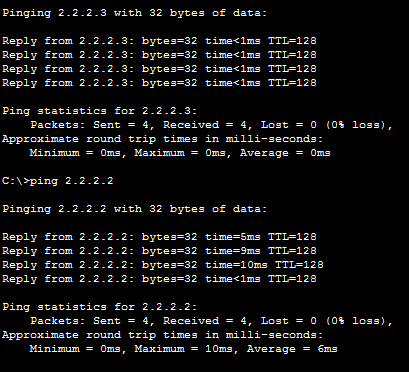 Pinging 2.2.2.3 with 32 bytes of data:
Reply from 2.2.2.3: bytes=32 time<1ms TTL=128
Reply from 2.2.2.3: bytes=32 time<1ms TTL=128
Reply from 2.2.2.3: bytes=32 time<1ms TTL=128
Reply from 2.2.2.3: bytes=32 time<1ms TTL=128
Ping statistics for 2.2.2.3:
Packets: Sent = 4, Received = 4, Lost = 0 (0% loss),
Approximate round trip times in milli-seconds:
Minimum = 0ms, Maximum = 0ms, Average = 0ms
C:\>ping 2.2.2.2
Pinging 2.2.2.2 with 32 bytes of data:
Reply from 2.2.2.2: bytes=32 time=5ms TTL=128
Reply from 2.2.2.2: bytes=32 time=9ms TTL=128
Reply from 2.2.2.2: bytes=32 time=10ms TTL=128
Reply from 2.2.2.2: bytes=32 time<1ms TTL=128
Ping statistics for 2.2.2.2:
Packets: Sent = 4, Received = 4, Lost = 0 (0% loss),
Approximate round trip times in milli-seconds:
Minimum = 0ms, Maximum = 10ms, Average = 6ms